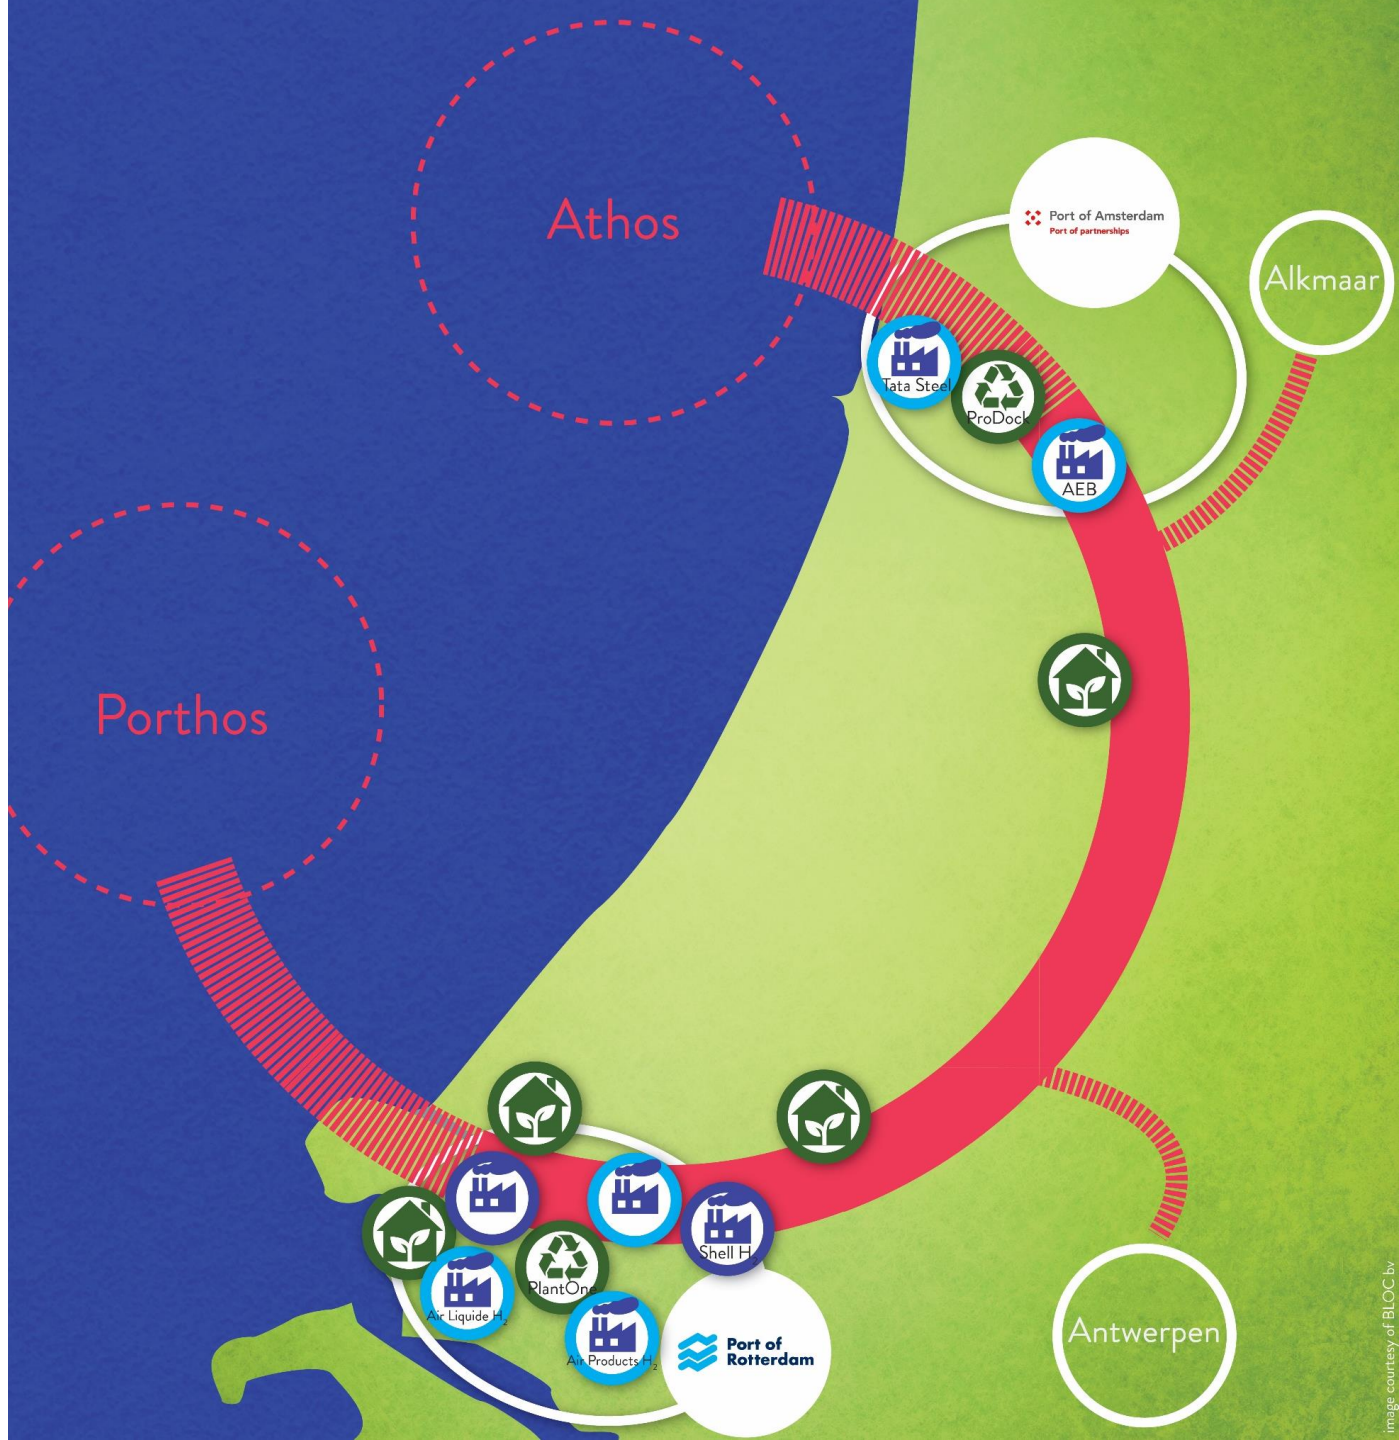 Athos
Port of Amsterdam
Port of partnerships
Alkmaar
Tata Steel
ProDock
AEB
Porthos
Shell H₂
PlantOne
Air Liquide H₂
Air Products H₂
Port of
Rotterdam
Antwerpen
image courtesy of BLOC bv